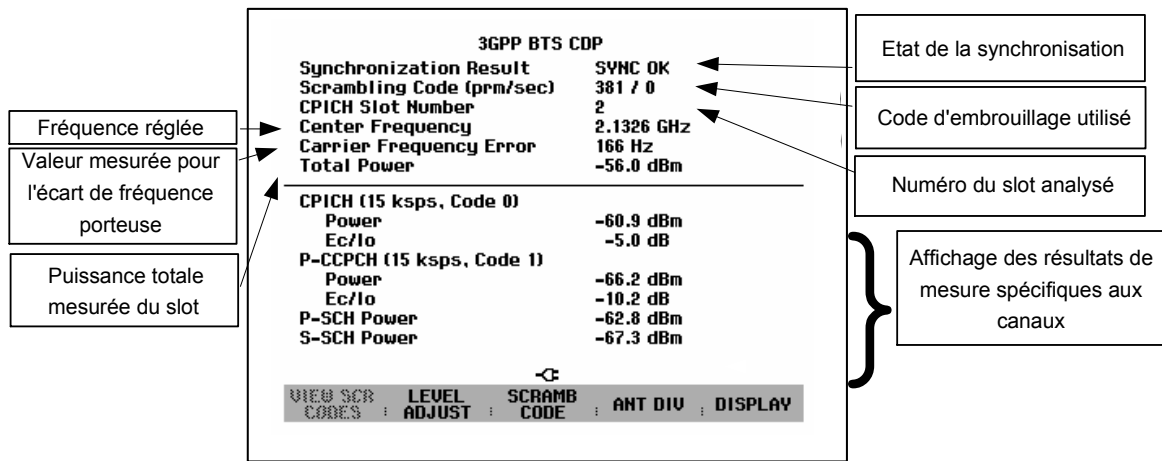 3GPP BTS CDP
Synchronization Result SYNC OK
Scrambling Code (prm/sec) 381 / 0
CPICH Slot Number 2
Center Frequency 2.1326 GHz
Carrier Frequency Error 166 Hz
Total Power -56.0 dBm
CPICH (15 ksps, Code 0)
Power -60.9 dBm
Ec/Io -5.0 dB
P-CCPCH (15 ksps, Code 1)
Power -66.2 dBm
Ec/Io -10.2 dB
P-SCH Power -62.8 dBm
S-SCH Power -67.3 dBm
VIEW SCR CODES
LEVEL ADJUST
SCRAMB CODE
ANT DIV
DISPLAY
Fréquence réglée
Valeur mesurée pour
l'écart de fréquence
porteuse
Puissance totale
mesurée du slot
Etat de la synchronisation
Code d'embrouillage utilisé
Numéro du slot analysé
Affichage des résultats de
mesure spécifiques aux
canaux